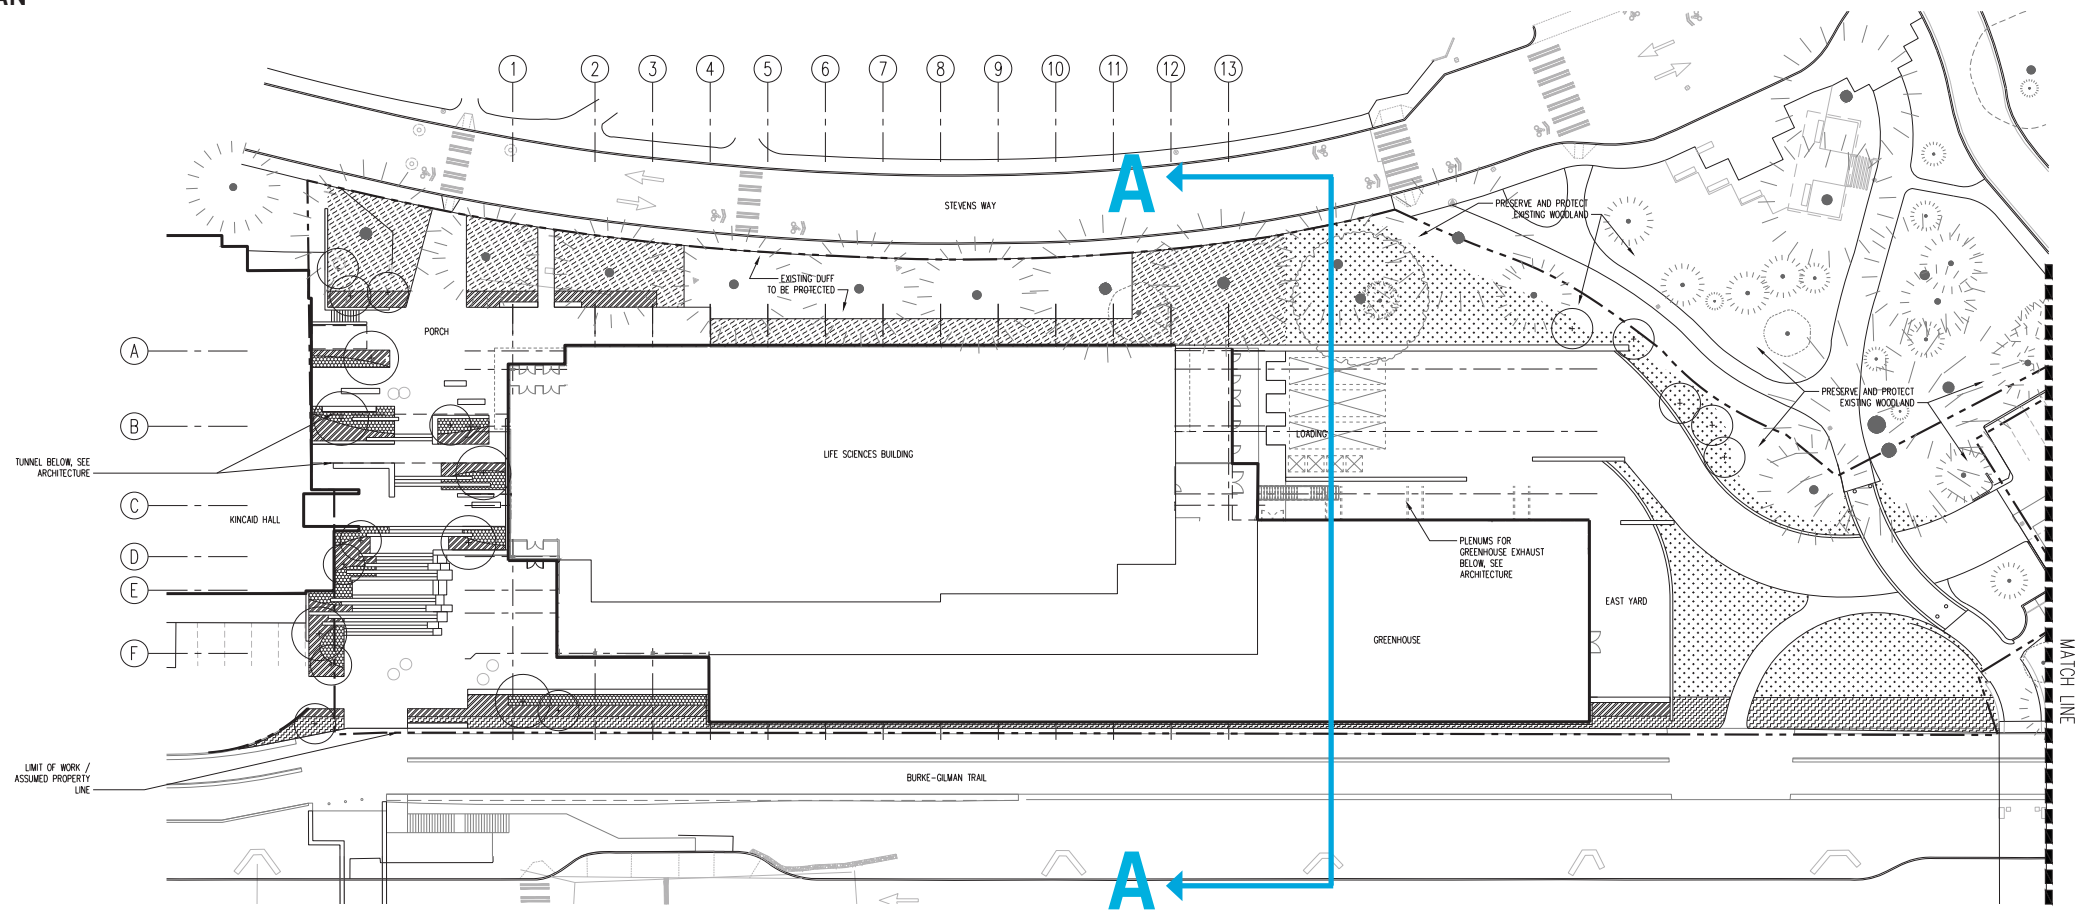 AN
1 2 3 4 5 6 7 8 9 10 11 12 13
A
STEVENS WAY
PRESERVE AND PROTECT
EXISTING WOODLAND
EXISTING DUFF
TO BE PROTECTED
PORCH
A
B
C
D
E
F
PRESERVE AND PROTECT
EXISTING WOODLAND
LOADING
LIFE SCIENCES BUILDING
TUNNEL BELOW, SEE
ARCHITECTURE
KINCAID HALL
PLENUMS FOR
GREENHOUSE EXHAUST
BELOW, SEE
ARCHITECTURE
EAST YARD
GREENHOUSE
MATCH LINE
LIMIT OF WORK /
ASSUMED PROPERTY
LINE
BURKE-GILMAN TRAIL
A